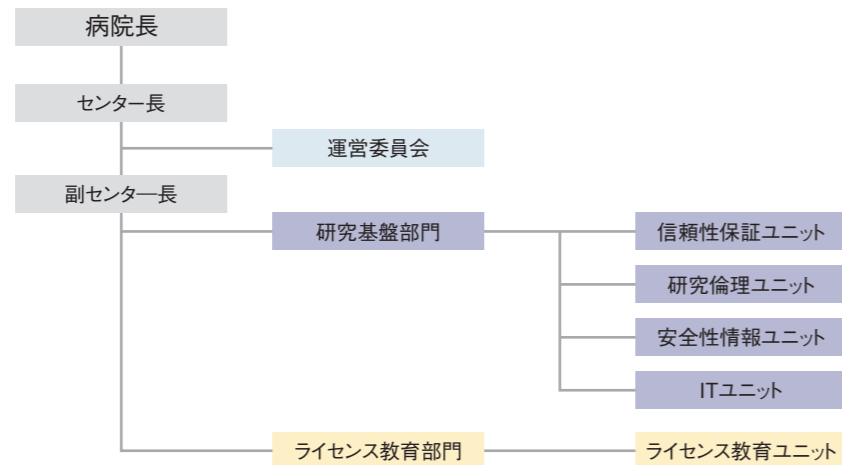 病院長
センター長
運営委員会
副センター長
研究基盤部門
信頼性保証ユニット
研究倫理ユニット
安全性情報ユニット
ITユニット
ライセンス教育部門
ライセンス教育ユニット